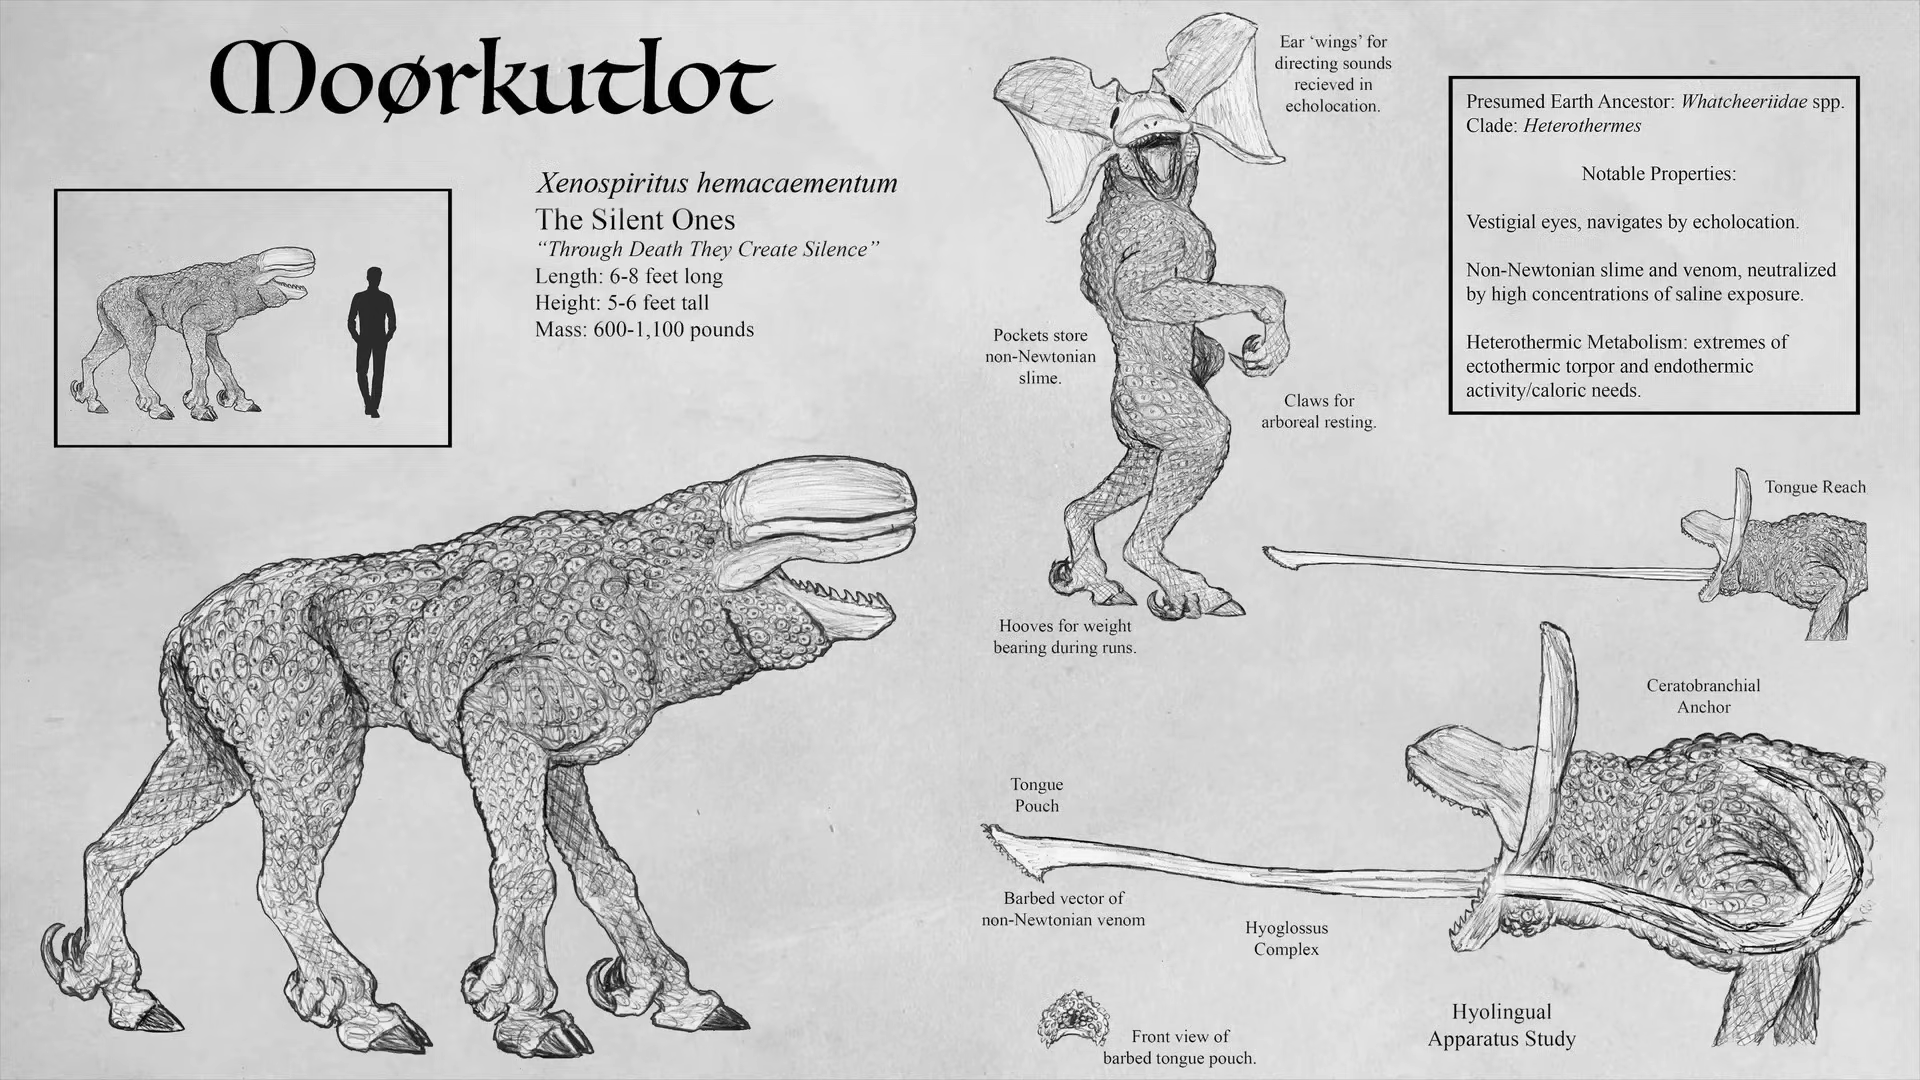 Moørkutlot
Xenospiritus hemacaementum
The Silent Ones
“Through Death They Create Silence”
Length: 6-8 feet long
Height: 5-6 feet tall
Mass: 600-1,100 pounds
Ear ‘wings’ for
directing sounds
recieved in
echolocation.
Pockets store
non-Newtonian
slime.
Claws for
arboreal resting.
Hooves for weight
bearing during runs.
Presumed Earth Ancestor: Whatcheeriidae spp.
Clade: Heterothermes
Notable Properties:
Vestigial eyes, navigates by echolocation.
Non-Newtonian slime and venom, neutralized
by high concentrations of saline exposure.
Heterothermic Metabolism: extremes of
ectothermic torpor and endothermic
activity/caloric needs.
Tongue Reach
Ceratobranchial
Anchor
Tongue
Pouch
Barbed vector of
non-Newtonian venom
Hyoglossus
Complex
Hyolingual
Apparatus Study
Front view of
barbed tongue pouch.